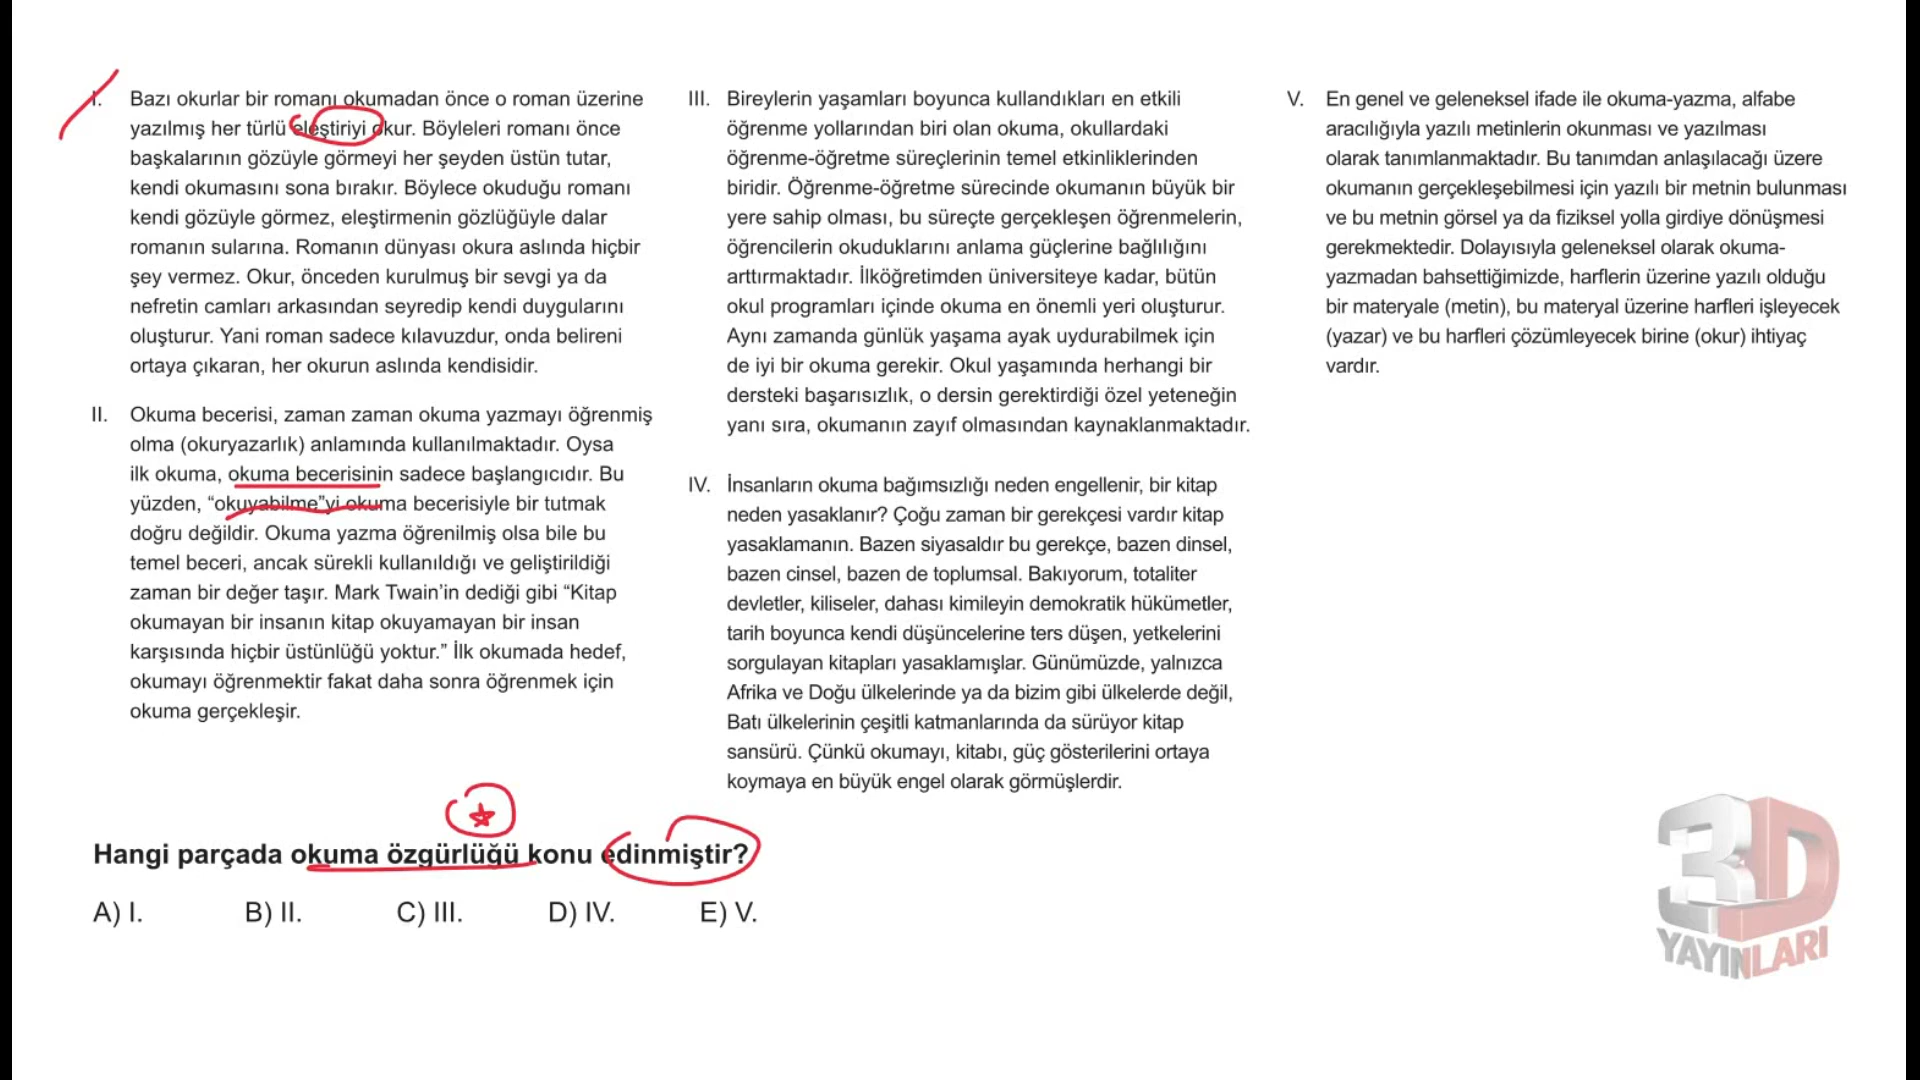 I. Bazı okurlar bir romanı okumadan önce o roman üzerine
yazılmış her türlü eleştiriyi okur. Böyleleri romanı önce
başkalarının gözüyle görmeyi her şeyden üstün tutar,
kendi okumasını sona bırakır. Böylece okuduğu romanı
kendi gözüyle görmez, eleştirmenin gözlüğüyle dalar
romanın sularına. Romanın dünyası okura aslında hiçbir
şey vermez. Okur, önceden kurulmuş bir sevgi ya da
nefretin camları arkasından seyredip kendi duygularını
oluşturur. Yani roman sadece kılavuzdur, onda belireni
ortaya çıkaran, her okurun aslında kendisidir.
II. Okuma becerisi, zaman zaman okuma yazmayı öğrenmiş
olma (okuryazarlık) anlamında kullanılmaktadır. Oysa
ilk okuma, okuma becerisinin sadece başlangıcıdır. Bu
yüzden, “okuyabilme”yi okuma becerisiyle bir tutmak
doğru değildir. Okuma yazma öğrenilmiş olsa bile bu
temel beceri, ancak sürekli kullanıldığı ve geliştirildiği
zaman bir değer taşır. Mark Twain’in dediği gibi “Kitap
okumayan bir insanın kitap okuyamayan bir insan
karşısında hiçbir üstünlüğü yoktur.” İlk okumada hedef,
okumayı öğrenmektir fakat daha sonra öğrenmek için
okuma gerçekleşir.
III. Bireylerin yaşamları boyunca kullandıkları en etkili
öğrenme yollarından biri olan okuma, okullardaki
öğrenme-öğretme süreçlerinin temel etkinliklerinden
biridir. Öğrenme-öğretme sürecinde okumanın büyük bir
yere sahip olması, bu süreçte gerçekleşen öğrenmelerin,
öğrencilerin okuduklarını anlama güçlerine bağlılığını
arttırmaktadır. İlköğretimden üniversiteye kadar, bütün
okul programları içinde okuma en önemli yeri oluşturur.
Aynı zamanda günlük yaşama ayak uydurabilmek için
de iyi bir okuma gerekir. Okul yaşamında herhangi bir
dersteki başarısızlık, o dersin gerektirdiği özel yeteneğin
yanı sıra, okumanın zayıf olmasından kaynaklanmaktadır.
IV. İnsanların okuma bağımsızlığı neden engellenir, bir kitap
neden yasaklanır? Çoğu zaman bir gerekçesi vardır kitap
yasaklamanın. Bazen siyasaldır bu gerekçe, bazen dinsel,
bazen cinsel, bazen de toplumsal. Bakıyorum, totaliter
devletler, kiliseler, dahası kimileyin demokratik hükümetler,
tarih boyunca kendi düşüncelerine ters düşen, yetkelerini
sorgulayan kitapları yasaklamışlar. Günümüzde, yalnızca
Afrika ve Doğu ülkelerinde ya da bizim gibi ülkelerde değil,
Batı ülkelerinin çeşitli katmanlarında da sürüyor kitap
sansürü. Çünkü okumayı, kitabı, güç gösterilerini ortaya
koymaya en büyük engel olarak görmüşlerdir.
V. En genel ve geleneksel ifade ile okuma-yazma, alfabe
aracılığıyla yazılı metinlerin okunması ve yazılması
olarak tanımlanmaktadır. Bu tanımdan anlaşılacağı üzere
okumanın gerçekleşebilmesi için yazılı bir metnin bulunması
ve bu metnin görsel ya da fiziksel yolla girdiye dönüşmesi
gerekmektedir. Dolayısıyla geleneksel olarak okuma-
yazmadan bahsettiğimizde, harflerin üzerine yazılı olduğu
bir materyale (metin), bu materyal üzerine harfleri işleyecek
(yazar) ve bu harfleri çözümleyecek birine (okur) ihtiyaç
vardır.
Hangi parçada okuma özgürlüğü konu edinmiştir?
A) I. B) II. C) III. D) IV. E) V.
3D
YAYINLARI